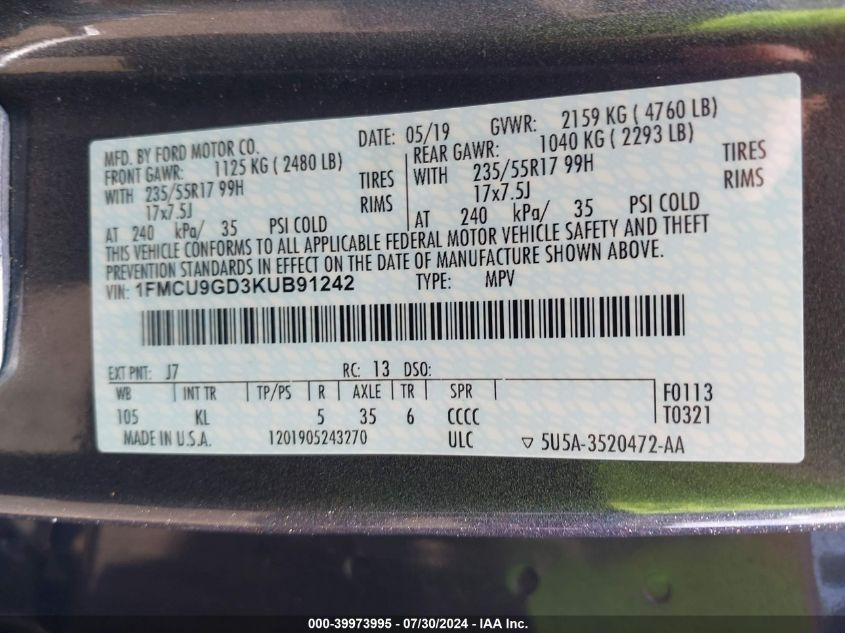 MFD. BY FORD MOTOR CO. DATE: 05/19 GVWR: 2159 KG ( 4760 LB)
FRONT GAWR: 1125 KG ( 2480 LB) REAR GAWR: 1040 KG ( 2293 LB)
WITH 235/55R17 99H TIRES WITH 235/55R17 99H TIRES
17x7.5J RIMS 17x7.5J RIMS
AT 240 kPa/ 35 PSI COLD AT 240 kPa/ 35 PSI COLD
THIS VEHICLE CONFORMS TO ALL APPLICABLE FEDERAL MOTOR VEHICLE SAFETY AND THEFT
PREVENTION STANDARDS IN EFFECT ON THE DATE OF MANUFACTURE SHOWN ABOVE.
VIN: 1FMCU9GD3KUB91242 TYPE: MPV
EXT PNT: J7 RC: 13 DSO:
WB INT TR TP/PS R AXLE TR SPR F0113
105 KL 5 35 6 CCCC T0321
MADE IN U.S.A. 1201905243270 ULC ▽ 5U5A-3520472-AA
000-39973995 / 07/30/2024 - IAA Inc.